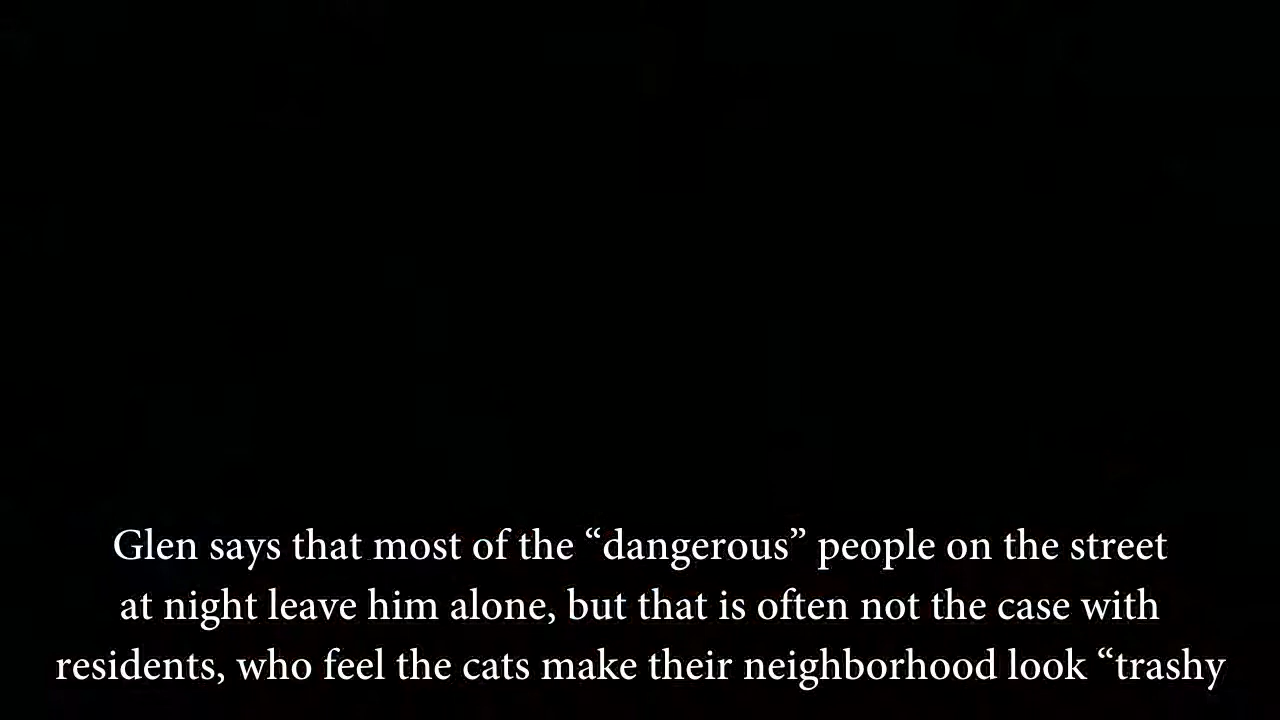 Glen says that most of the “dangerous” people on the street
at night leave him alone, but that is often not the case with
residents, who feel the cats make their neighborhood look “trashy